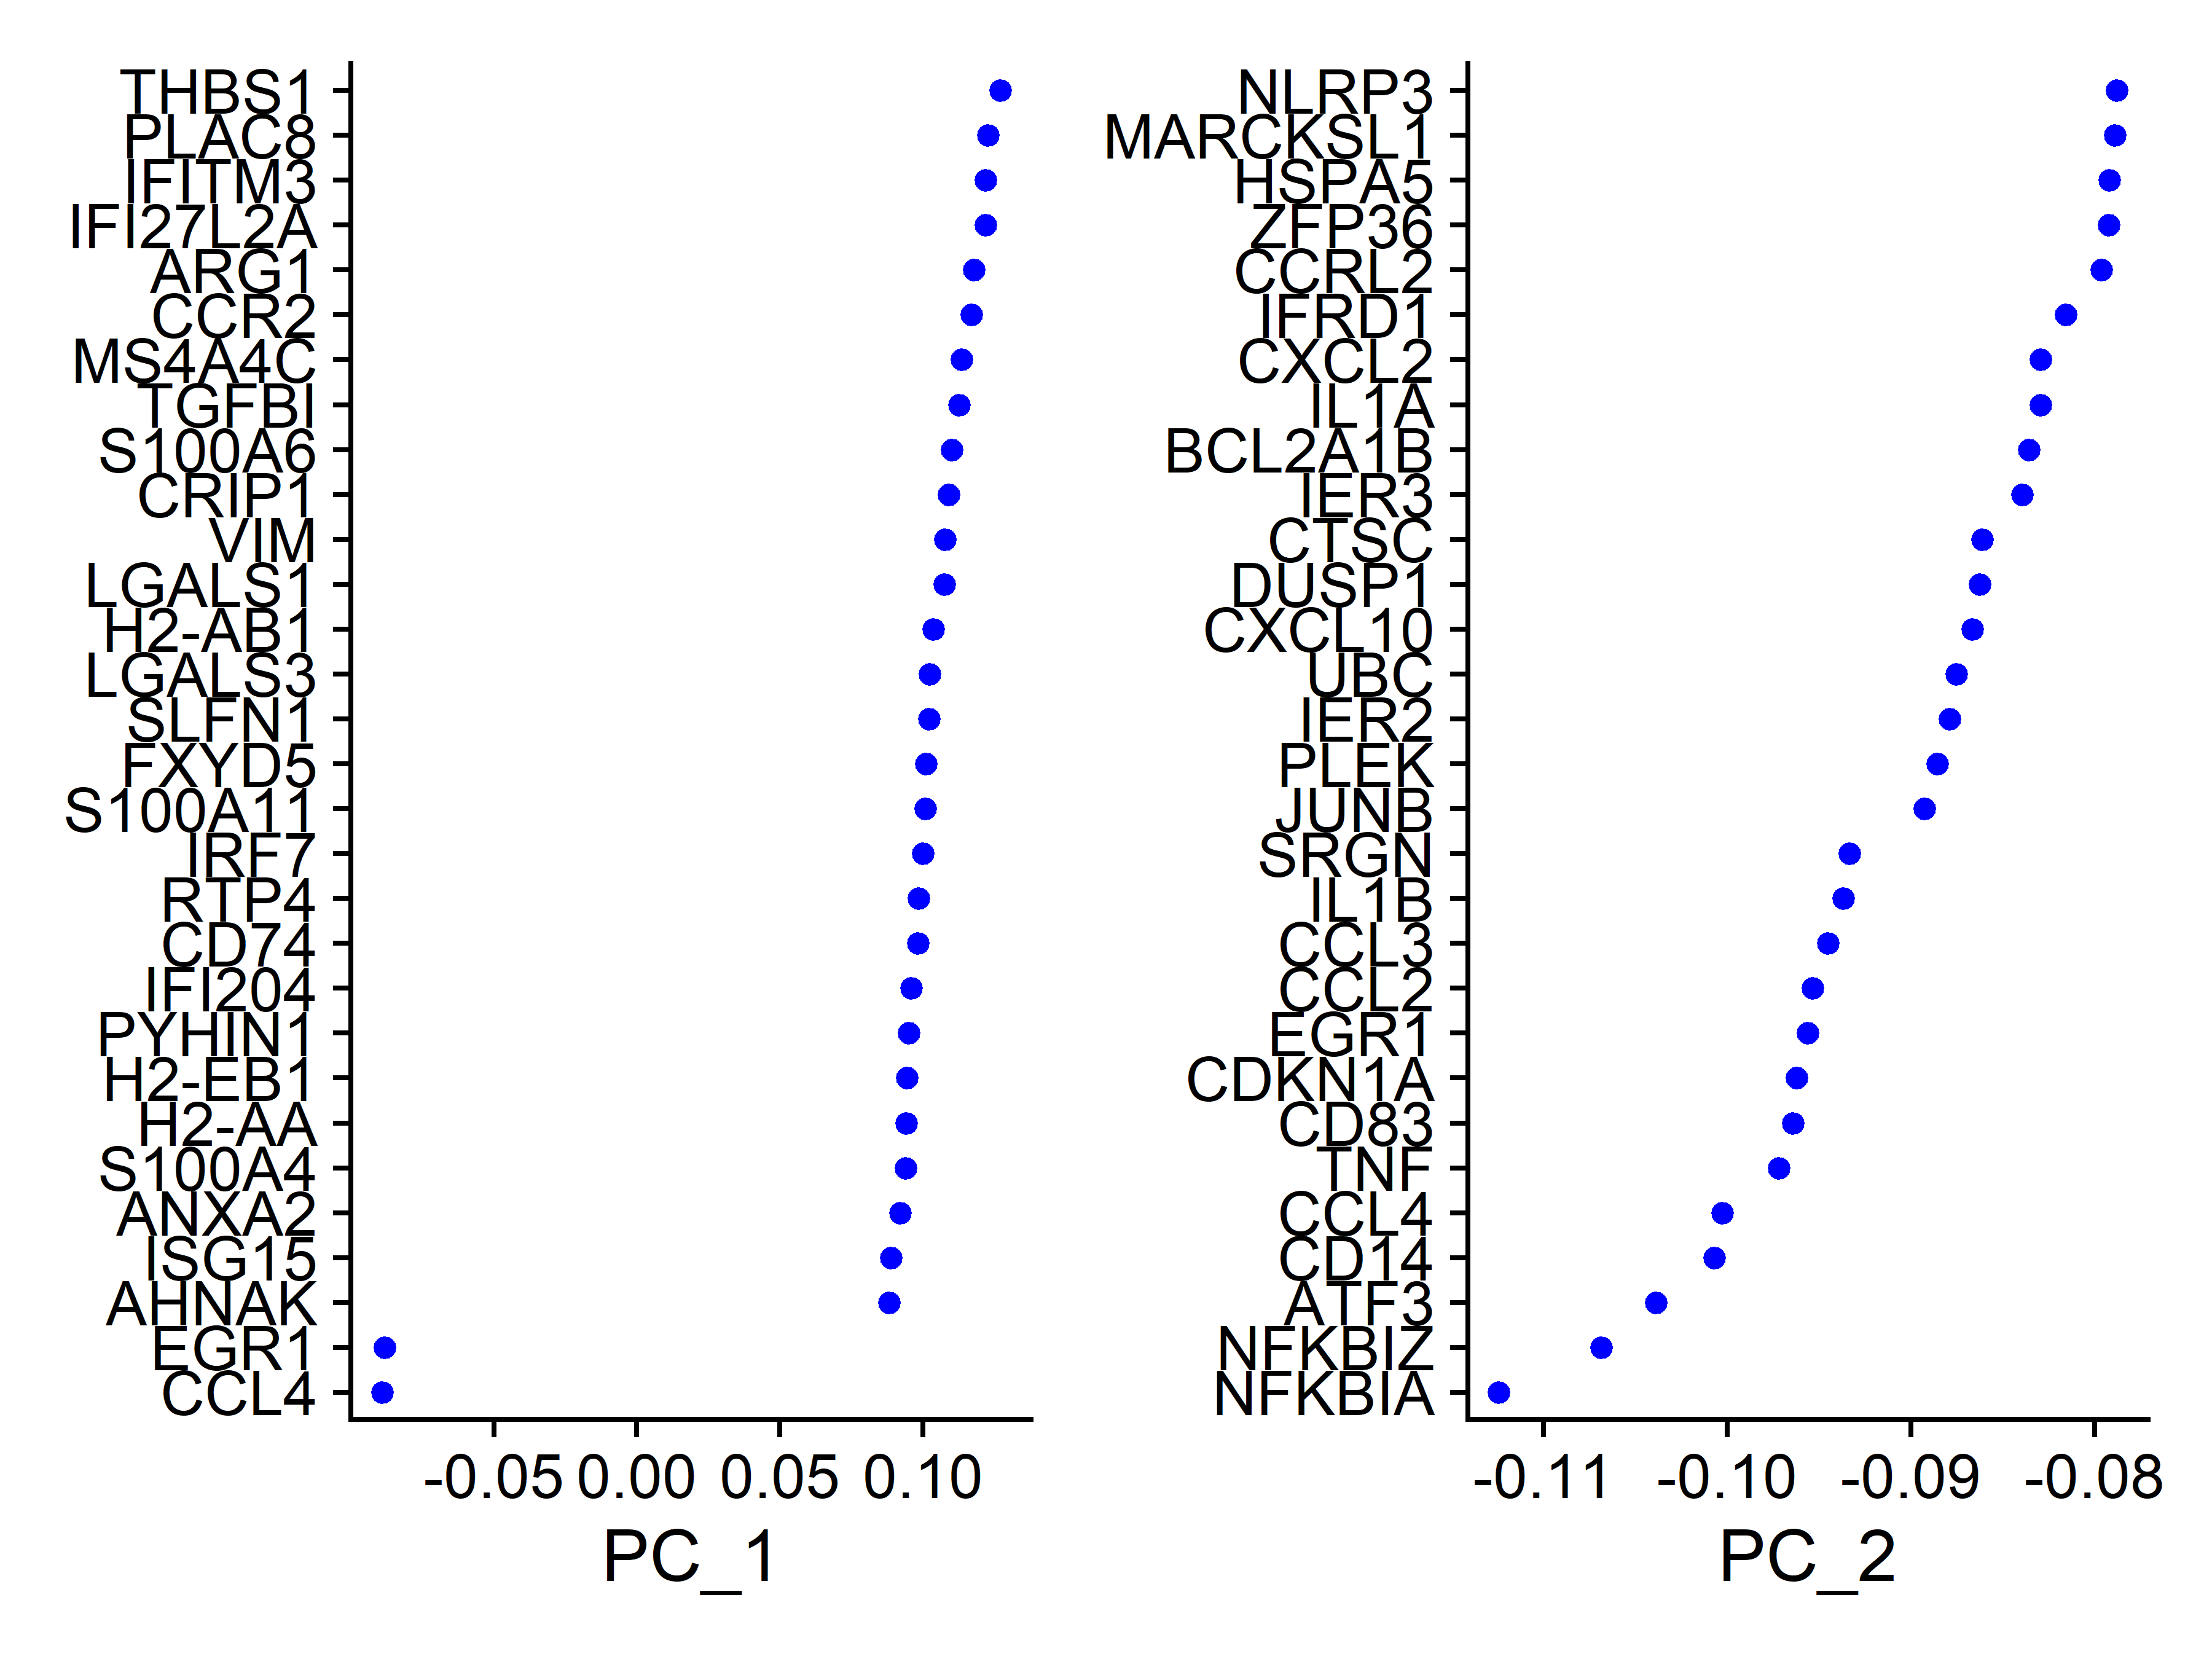 THBS1
PLAC8
IFITM3
IFI27L2A
ARG1
CCR2
MS4A4C
TGFBI
S100A6
CRIP1
VIM
LGALS1
H2-AB1
LGALS3
SLFN1
FXYD5
S100A11
IRF7
RTP4
CD74
IFI204
PYHIN1
H2-EB1
H2-AA
S100A4
ANXA2
ISG15
AHNAK
EGR1
CCL4
-0.05 0.00 0.05 0.10
PC_1
NLRP3
MARCKSL1
HSPA5
ZFP36
CCRL2
IFRD1
CXCL2
IL1A
BCL2A1B
IER3
CTSC
DUSP1
CXCL10
UBC
IER2
PLEK
JUNB
SRGN
IL1B
CCL3
CCL2
EGR1
CDKN1A
CD83
TNF
CCL4
CD14
ATF3
NFKBIZ
NFKBIA
-0.11 -0.10 -0.09 -0.08
PC_2